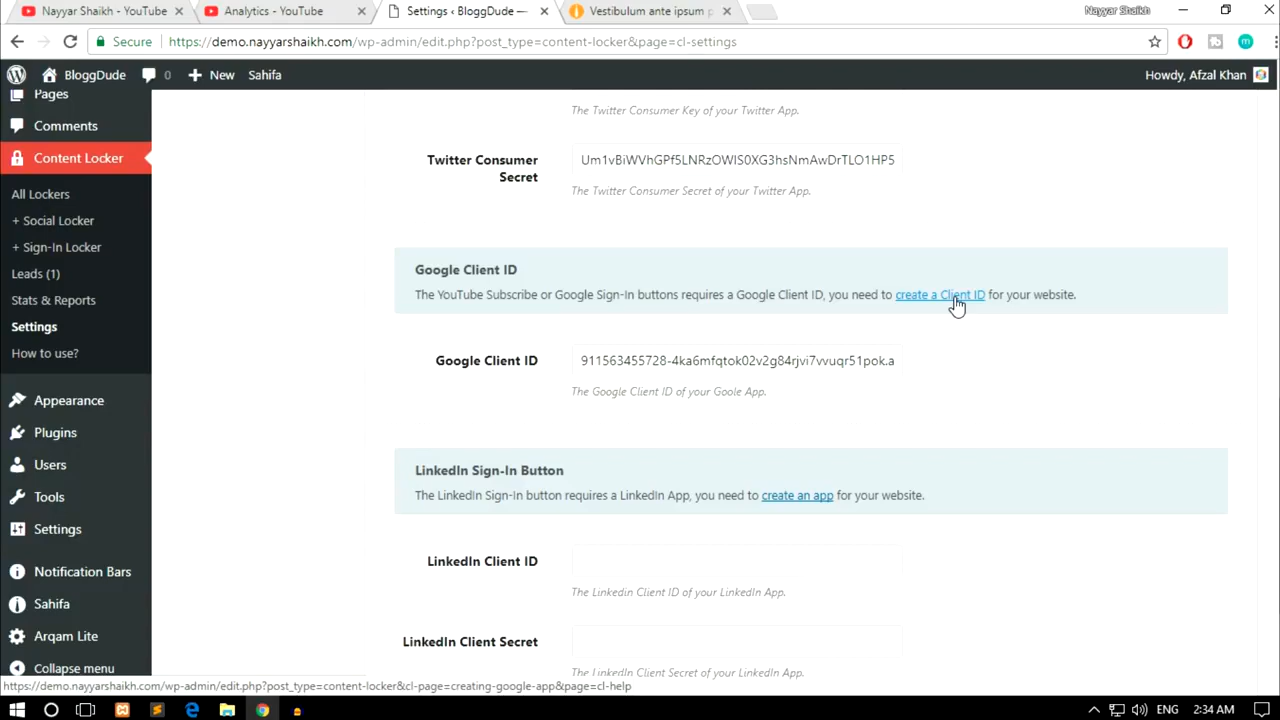 Nayyar Shaikh - YouTube
Analytics - YouTube
Settings ‹ BloggDude —
Vestibulum ante ipsum p
Nayyar Shaikh
Secure
https://demo.nayyarshaikh.com/wp-admin/edit.php?post_type=content-locker&page=cl-settings
BloggDude
0
New
Sahifa
Howdy, Afzal Khan
Pages
Comments
Content Locker
All Lockers
+ Social Locker
+ Sign-In Locker
Leads (1)
Stats & Reports
Settings
How to use?
Appearance
Plugins
Users
Tools
Settings
Notification Bars
Sahifa
Arqam Lite
Collapse menu
The Twitter Consumer Key of your Twitter App.
Twitter Consumer
Secret
Um1vBiWVhGPf5LNRzOWIS0XG3hsNmAwDrTLO1HP5
The Twitter Consumer Secret of your Twitter App.
Google Client ID
The YouTube Subscribe or Google Sign-In buttons requires a Google Client ID, you need to create a Client ID for your website.
Google Client ID
911563455728-4ka6mfqtok02v2g84rjvi7vvuqr51pok.a
The Google Client ID of your Goole App.
LinkedIn Sign-In Button
The LinkedIn Sign-In button requires a LinkedIn App, you need to create an app for your website.
LinkedIn Client ID
The Linkedin Client ID of your LinkedIn App.
LinkedIn Client Secret
The LinkedIn Client Secret of your LinkedIn App.
https://demo.nayyarshaikh.com/wp-admin/edit.php?post_type=content-locker&cl-page=creating-google-app&page=cl-help
ENG
2:34 AM